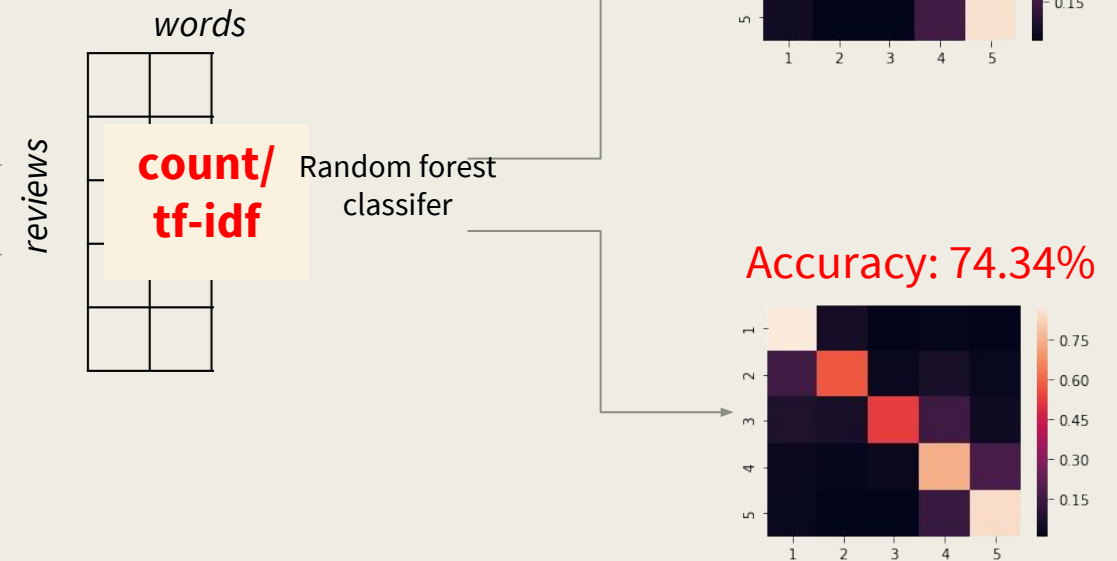 words
reviews
count/
tf-idf
Random forest
classifer
0.15
5
1 2 3 4 5
Accuracy: 74.34%
1
2
3
4
5
0.75
0.60
0.45
0.30
0.15
1 2 3 4 5